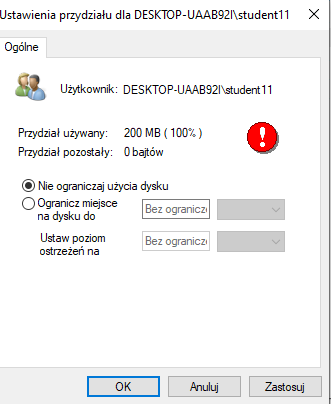 Ustawienia przydziału dla DESKTOP-UAAB92I\student11
Ogólne
Użytkownik: DESKTOP-UAAB92I\student11
Przydział używany: 200 MB ( 100% )
Przydział pozostały: 0 bajtów
Nie ograniczaj użycia dysku
Ogranicz miejsce
na dysku do
Bez ogranicze
Ustaw poziom
ostrzeżeń na
Bez ogranicze
OK
Anuluj
Zastosuj